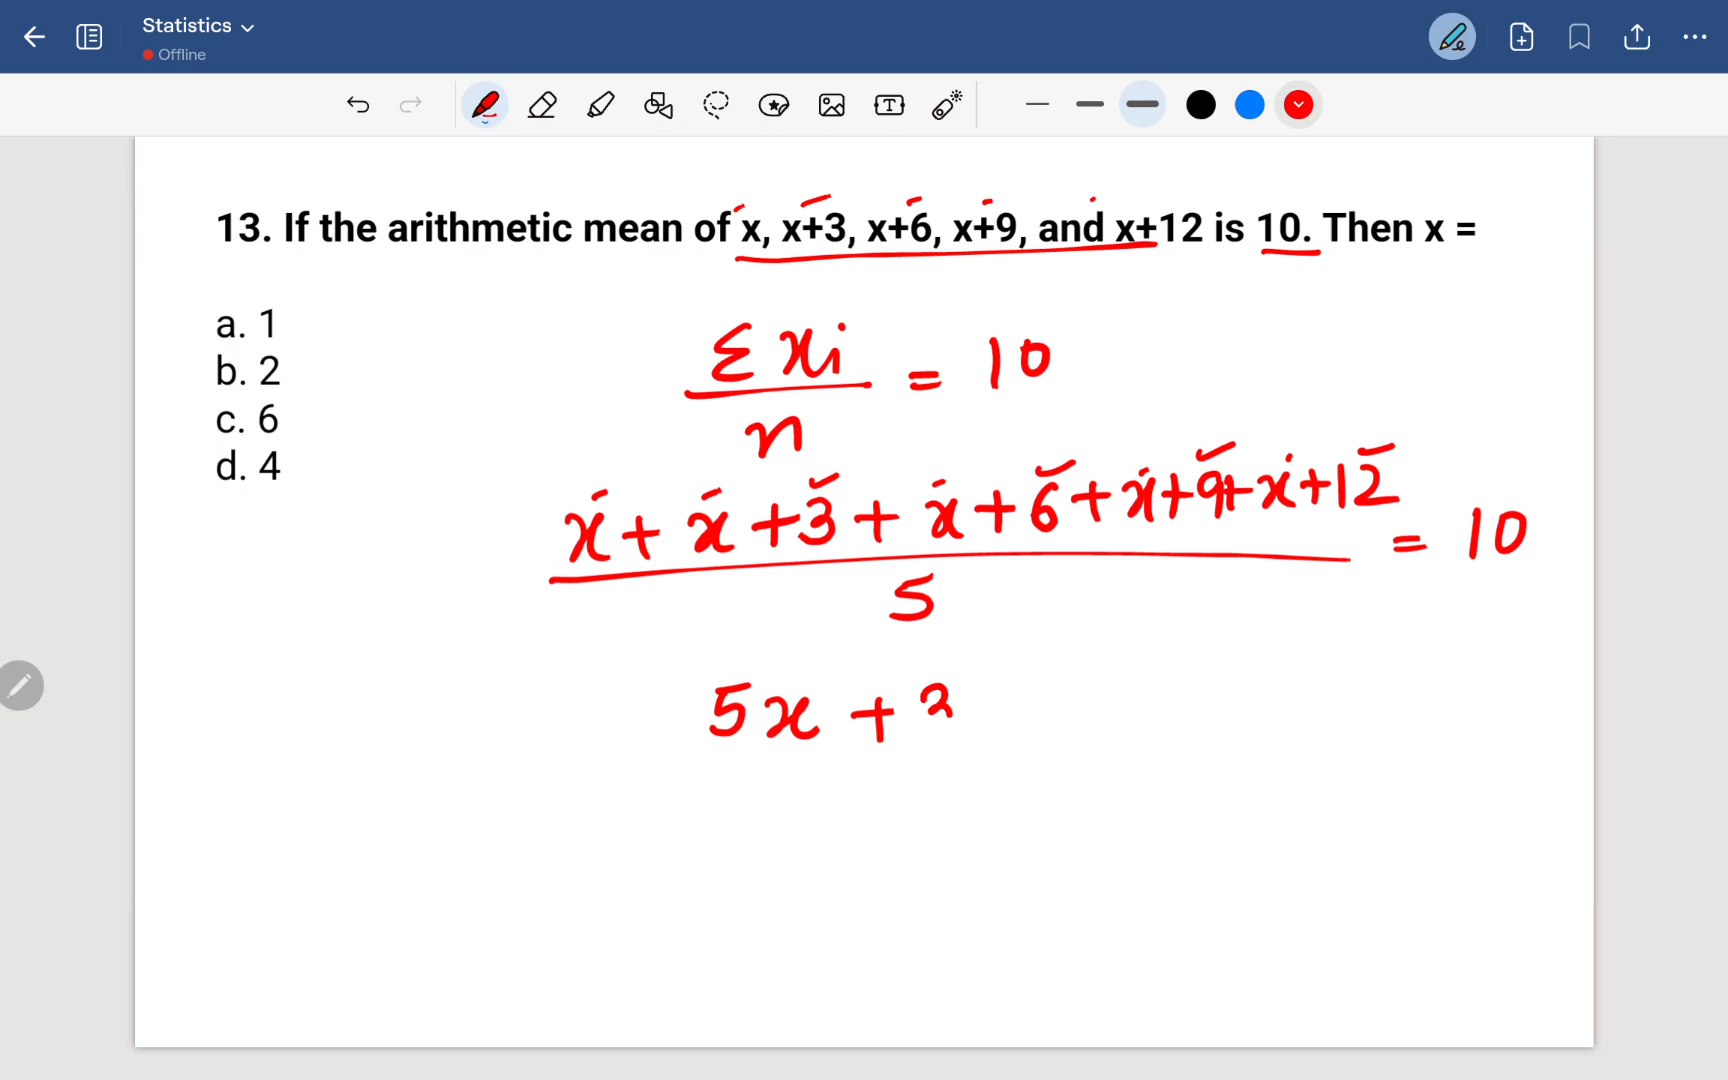 Statistics
Offline
13. If the arithmetic mean of x, x+3, x+6, x+9, and x+12 is 10. Then x =
a. 1
b. 2
c. 6
d. 4
Σ xi = 10
n
x + x + 3 + x + 6 + x + 9 + x + 12 = 10
5
5x + 3